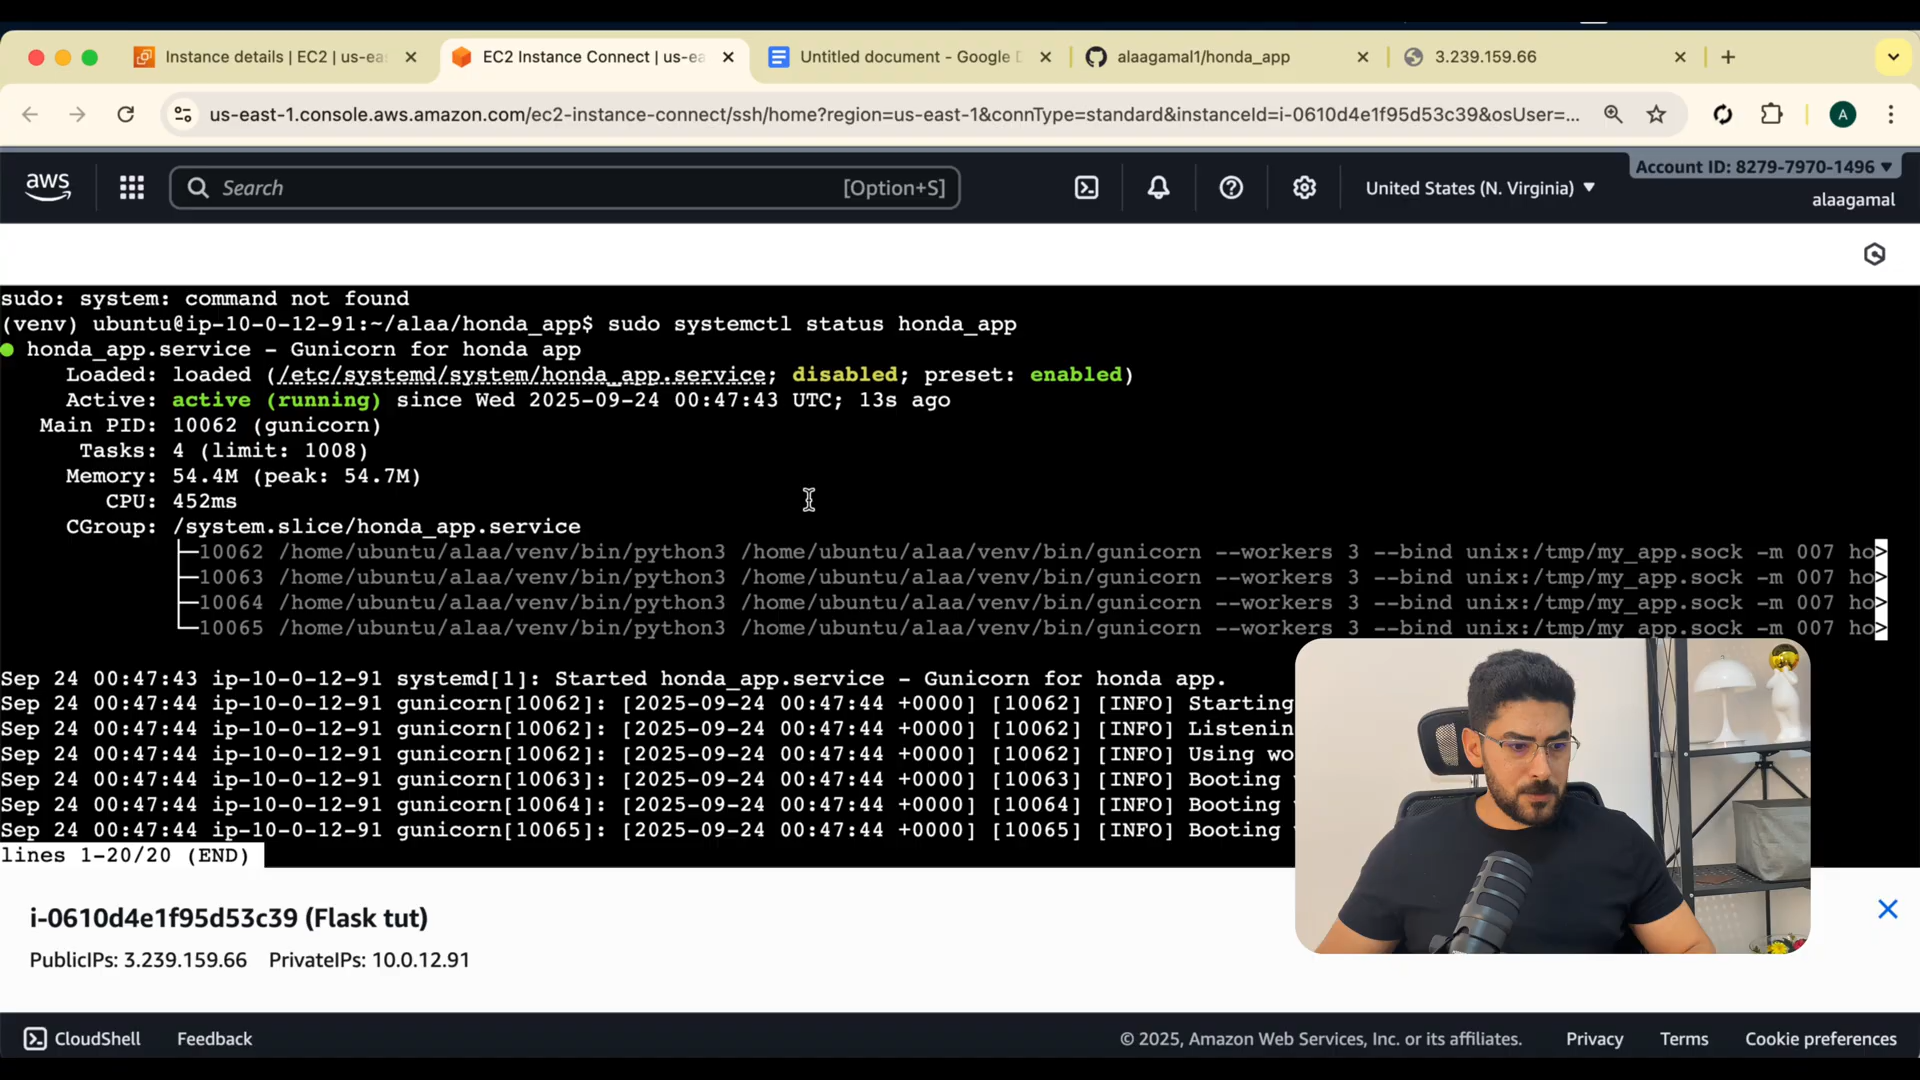 Instance details | EC2 | us-ea
EC2 Instance Connect | us-ea
Untitled document - Google D
alaagamal1/honda_app
3.239.159.66
us-east-1.console.aws.amazon.com/ec2-instance-connect/ssh/home?region=us-east-1&connType=standard&instanceId=i-0610d4e1f95d53c39&osUser=...
A
aws
Search
[Option+S]
United States (N. Virginia)
Account ID: 8279-7970-1496
alaagamal
sudo: system: command not found
(venv) ubuntu@ip-10-0-12-91:~/alaa/honda_app$ sudo systemctl status honda_app
honda_app.service - Gunicorn for honda app
Loaded: loaded (/etc/systemd/system/honda_app.service; disabled; preset: enabled)
Active: active (running) since Wed 2025-09-24 00:47:43 UTC; 13s ago
Main PID: 10062 (gunicorn)
Tasks: 4 (limit: 1008)
Memory: 54.4M (peak: 54.7M)
CPU: 452ms
CGroup: /system.slice/honda_app.service
├─10062 /home/ubuntu/alaa/venv/bin/python3 /home/ubuntu/alaa/venv/bin/gunicorn --workers 3 --bind unix:/tmp/my_app.sock -m 007 ho>
├─10063 /home/ubuntu/alaa/venv/bin/python3 /home/ubuntu/alaa/venv/bin/gunicorn --workers 3 --bind unix:/tmp/my_app.sock -m 007 ho>
├─10064 /home/ubuntu/alaa/venv/bin/python3 /home/ubuntu/alaa/venv/bin/gunicorn --workers 3 --bind unix:/tmp/my_app.sock -m 007 ho>
└─10065 /home/ubuntu/alaa/venv/bin/python3 /home/ubuntu/alaa/venv/bin/gunicorn --workers 3 --bind unix:/tmp/my_app.sock -m 007 ho>
Sep 24 00:47:43 ip-10-0-12-91 systemd[1]: Started honda_app.service - Gunicorn for honda app.
Sep 24 00:47:44 ip-10-0-12-91 gunicorn[10062]: [2025-09-24 00:47:44 +0000] [10062] [INFO] Starting
Sep 24 00:47:44 ip-10-0-12-91 gunicorn[10062]: [2025-09-24 00:47:44 +0000] [10062] [INFO] Listenin
Sep 24 00:47:44 ip-10-0-12-91 gunicorn[10062]: [2025-09-24 00:47:44 +0000] [10062] [INFO] Using wo
Sep 24 00:47:44 ip-10-0-12-91 gunicorn[10063]: [2025-09-24 00:47:44 +0000] [10063] [INFO] Booting
Sep 24 00:47:44 ip-10-0-12-91 gunicorn[10064]: [2025-09-24 00:47:44 +0000] [10064] [INFO] Booting
Sep 24 00:47:44 ip-10-0-12-91 gunicorn[10065]: [2025-09-24 00:47:44 +0000] [10065] [INFO] Booting
lines 1-20/20 (END)
i-0610d4e1f95d53c39 (Flask tut)
PublicIPs: 3.239.159.66 PrivateIPs: 10.0.12.91
CloudShell
Feedback
© 2025, Amazon Web Services, Inc. or its affiliates.
Privacy
Terms
Cookie preferences